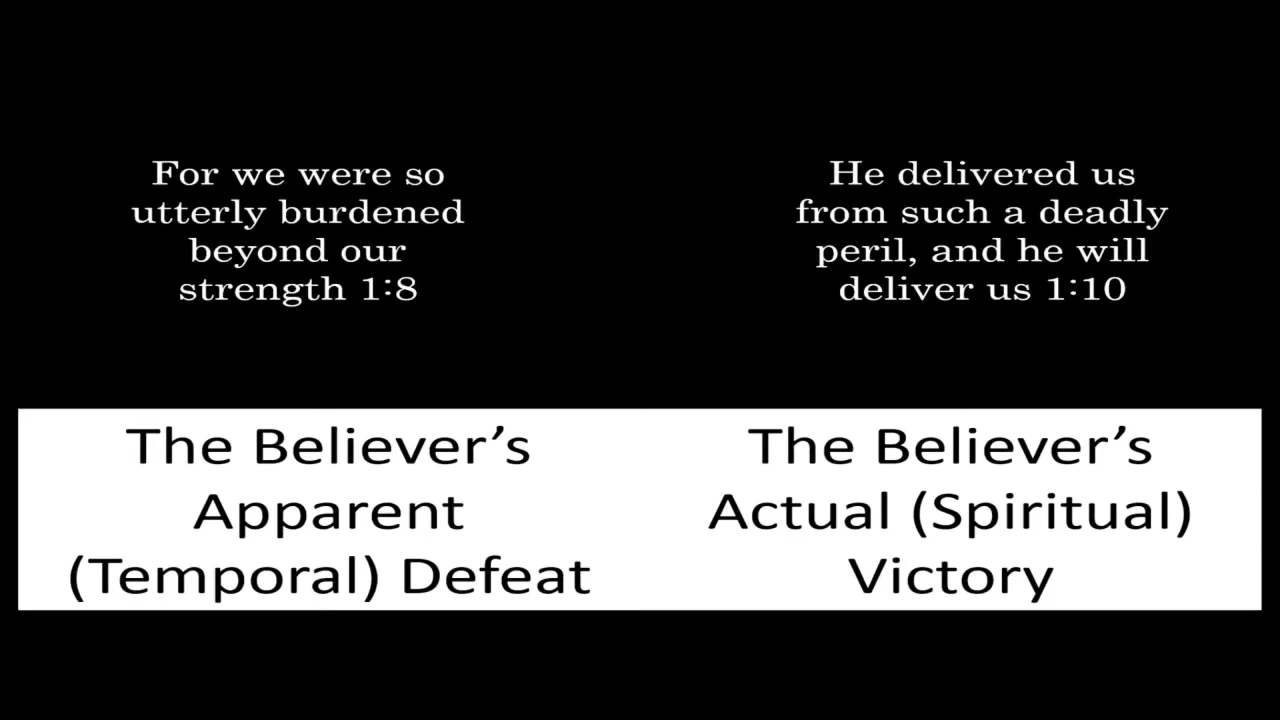 For we were so
utterly burdened
beyond our
strength 1:8
He delivered us
from such a deadly
peril, and he will
deliver us 1:10
The Believer’s
Apparent
(Temporal) Defeat
The Believer’s
Actual (Spiritual)
Victory